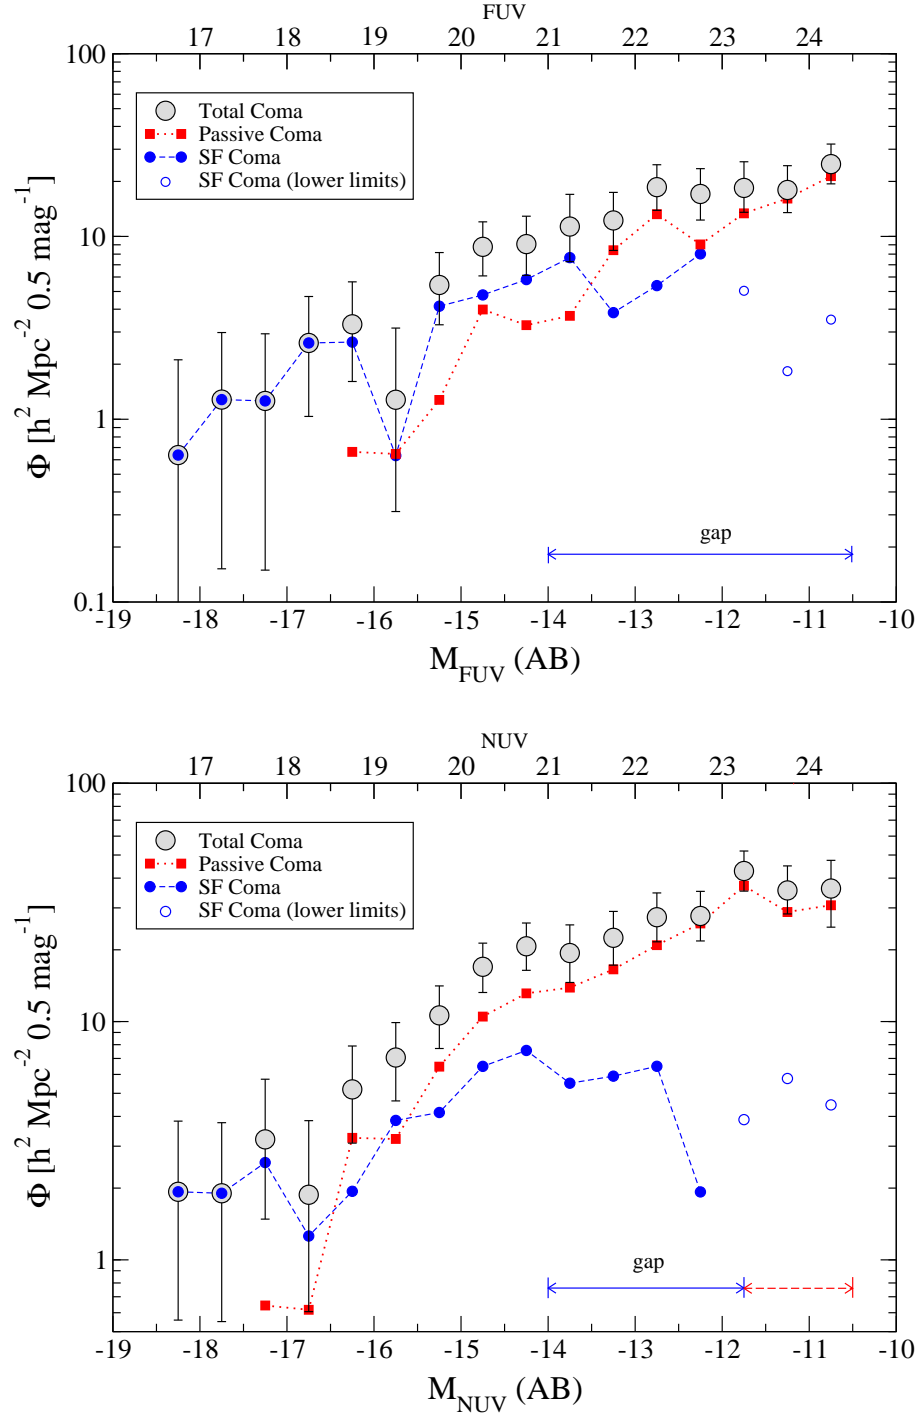 FUV
17 18 19 20 21 22 23 24
100
Total Coma
Passive Coma
SF Coma
SF Coma (lower limits)
10
Φ [h² Mpc⁻² 0.5 mag⁻¹]
1
gap
0.1
-19 -18 -17 -16 -15 -14 -13 -12 -11 -10
M_FUV (AB)
NUV
17 18 19 20 21 22 23 24
100
Total Coma
Passive Coma
SF Coma
SF Coma (lower limits)
10
Φ [h² Mpc⁻² 0.5 mag⁻¹]
1
gap
-19 -18 -17 -16 -15 -14 -13 -12 -11 -10
M_NUV (AB)